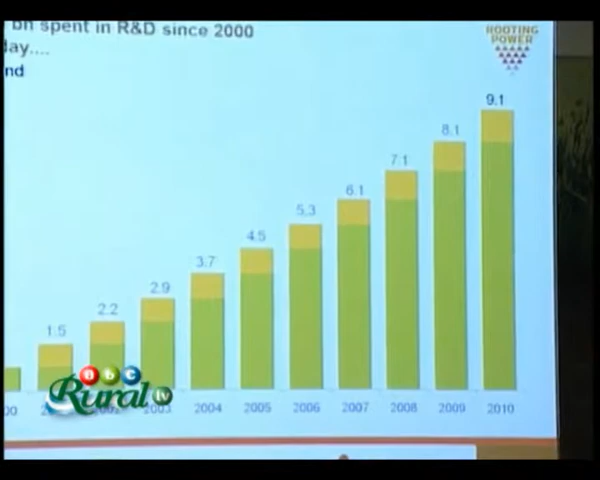 bn spent in R&D since 2000
day....
nd
ROOTING
POWER
9.1
8.1
7.1
6.1
5.3
4.5
3.7
2.9
2.2
1.5
2003 2004 2005 2006 2007 2008 2009 2010
abc
Rural tv